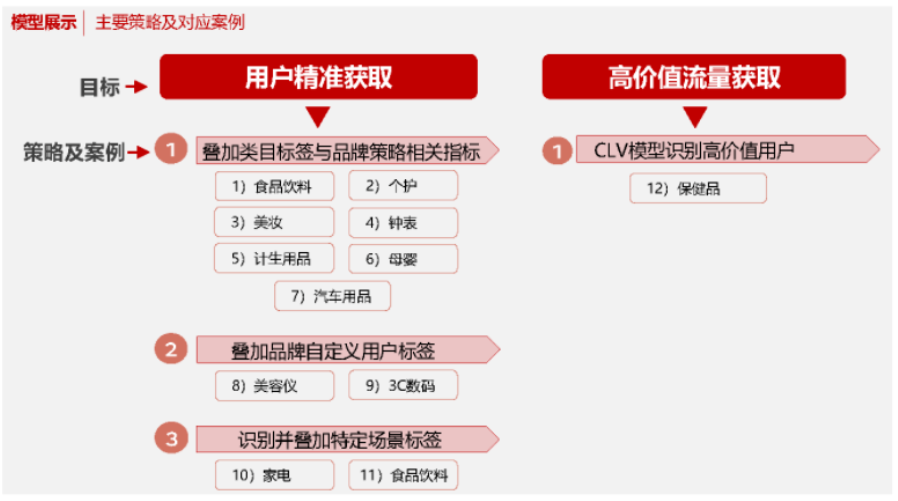 模型展示 主要策略及对应案例
目标
用户精准获取
高价值流量获取
策略及案例
1 叠加类目标签与品牌策略相关指标
1）食品饮料
2）个护
3）美妆
4）钟表
5）计生用品
6）母婴
7）汽车用品
2 叠加品牌自定义用户标签
8）美容仪
9）3C数码
3 识别并叠加特定场景标签
10）家电
11）食品饮料
1 CLV模型识别高价值用户
12）保健品